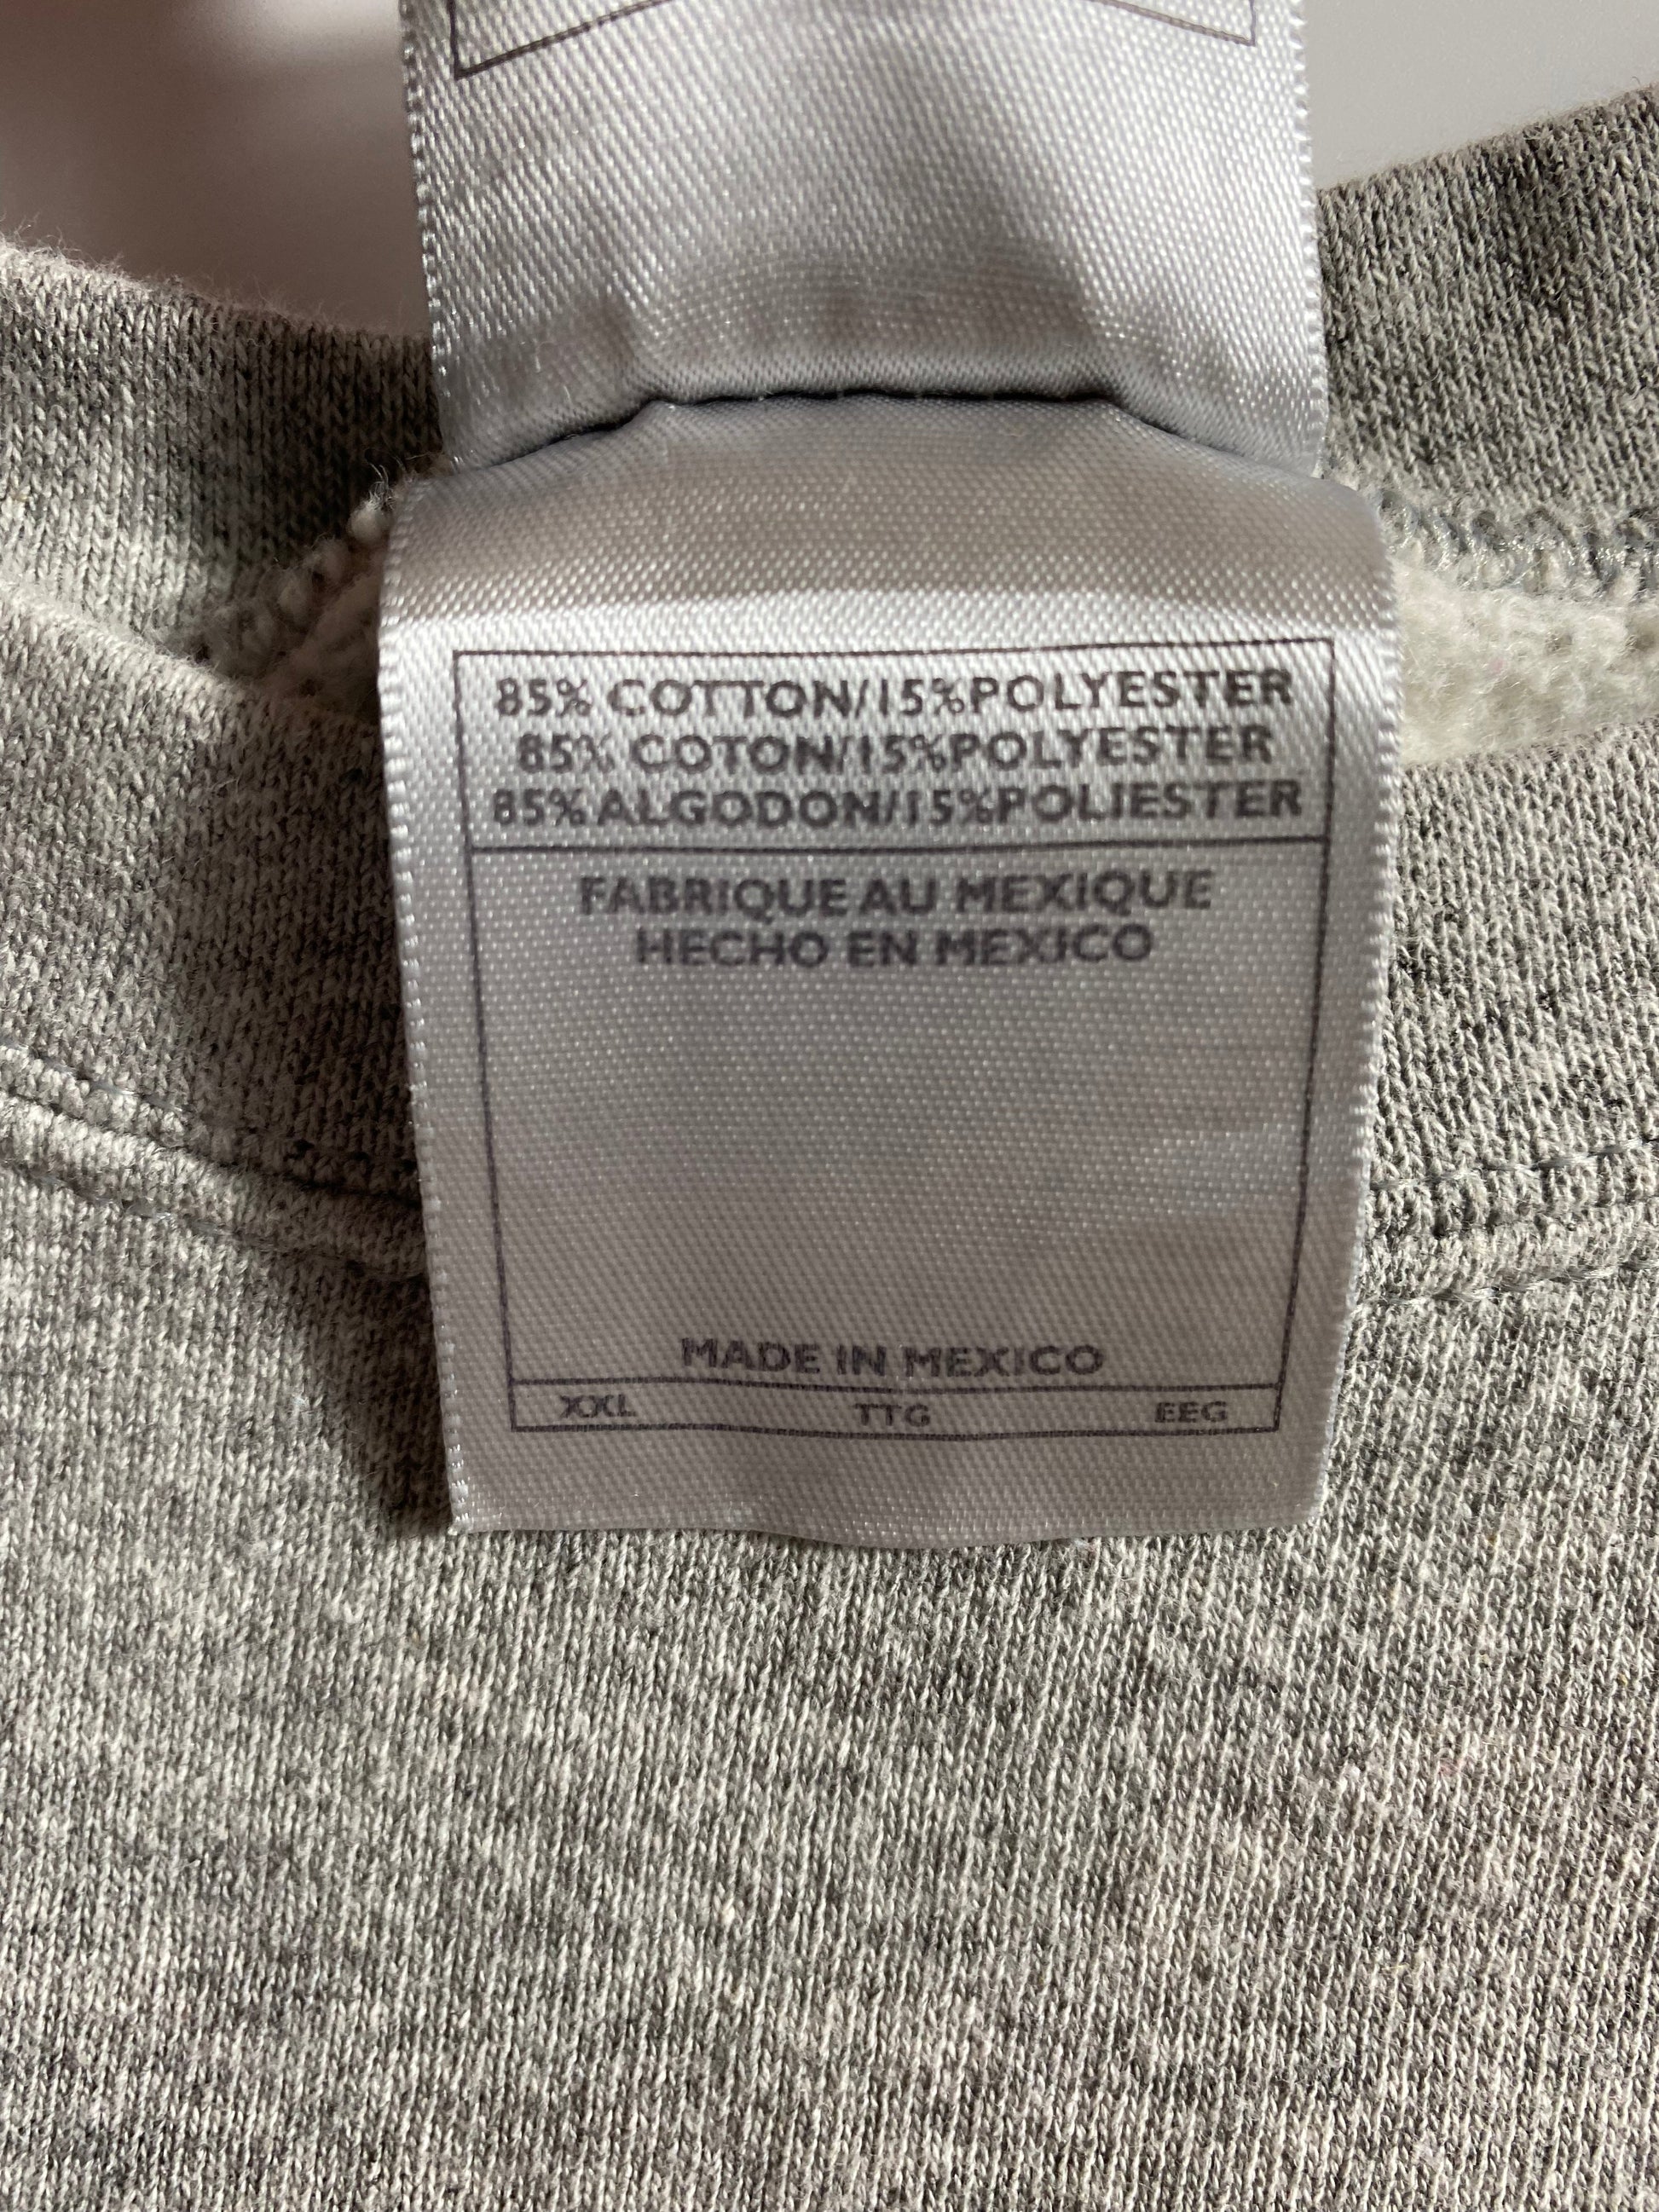 85% COTTON/15%POLYESTER
85% COTON/15%POLYESTER
85% ALGODON/15%POLIESTER
FABRIQUE AU MEXIQUE
HECHO EN MEXICO
MADE IN MEXICO
XXL TTG EEG